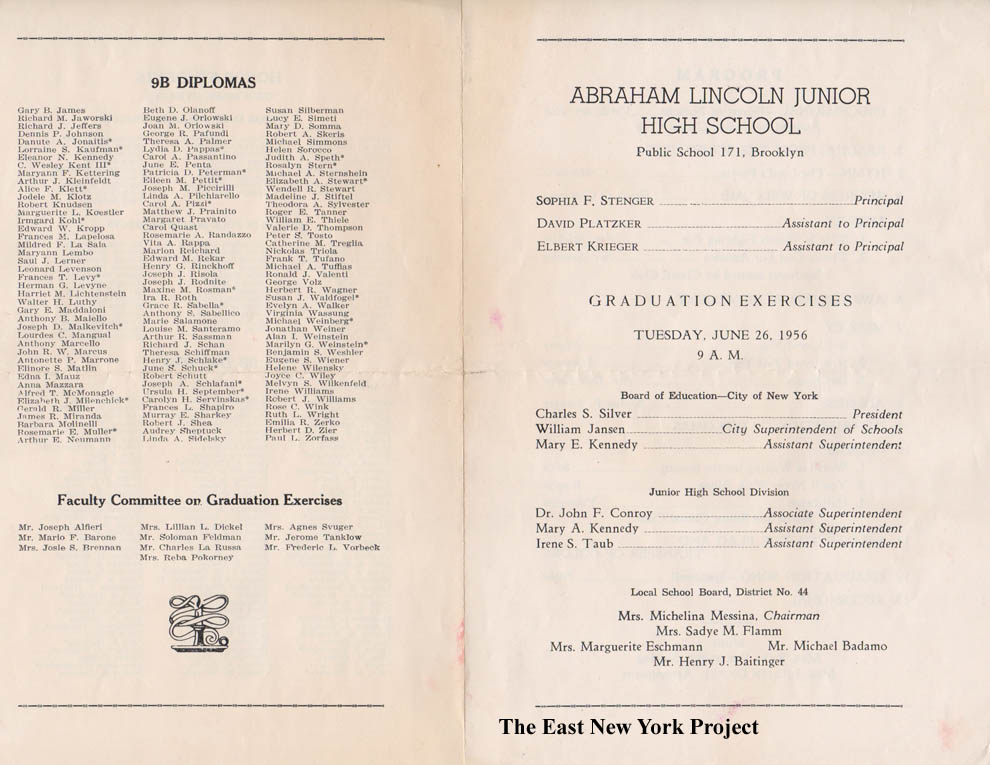 9B DIPLOMAS
Gary B. James
Richard M. Jaworski
Richard J. Jeffers
Dennis P. Johnson
Danute A. Jonaitis*
Lorraine S. Kaufman*
Eleanor N. Kennedy
C. Wesley Kent III*
Maryann F. Kettering
Arthur J. Kleinfeldt
Alice F. Klett*
Jodele M. Klotz
Robert Knudsen
Marguerite L. Koestler
Irmgard Kohl*
Edward W. Kropp
Frances M. Lapelosa
Mildred F. La Sala
Maryann Lembo
Saul J. Lerner
Leonard Levenson
Frances T. Levy*
Herman G. Levyne
Harriet M. Lichtenstein
Walter H. Luthy
Gary E. Maddaloni
Anthony B. Maiello
Joseph D. Malkevitch*
Lourdes C. Mangual
Anthony Marcello
John R. W. Marcus
Antonette P. Marrone
Elinore S. Matlin
Edna I. Mauz
Anna Mazzara
Alfred T. McMonagle
Elizabeth J. Milenchick*
Gerald R. Miller
James R. Miranda
Barbara Molinelli
Rosemarie E. Muller*
Arthur E. Neumann
Beth D. Olanoff
Eugene J. Orlowski
Joan M. Orlowski
George R. Pafundi
Theresa A. Palmer
Lydia D. Pappas*
Carol A. Passantino
June E. Penta
Patricia D. Peterman*
Eileen M. Pettit*
Joseph M. Piccirilli
Linda A. Pilchiarello
Carol A. Pizzi*
Matthew J. Prainito
Margaret Pravato
Carol Quast
Rosemarie A. Randazzo
Vita A. Rappa
Marion Reichard
Edward M. Rekar
Henry G. Rinckhoff
Joseph J. Risola
Joseph J. Rodnite
Maxine M. Rosman*
Ira R. Roth
Grace R. Sabella*
Anthony S. Sabellico
Marie Salamone
Louise M. Santeramo
Arthur R. Sassman
Richard J. Schan
Theresa Schiffman
Henry J. Schlake*
June S. Schuck*
Robert Schutt
Joseph A. Schlafani*
Ursula H. September*
Carolyn H. Servinskas*
Frances L. Shapiro
Murray E. Sharkey
Robert J. Shea
Audrey Sheptuck
Linda A. Sidelsky
Susan Silberman
Lucy E. Simeti
Mary D. Somma
Robert A. Skeris
Michael Simmons
Helen Sorocco
Judith A. Speth*
Rosalyn Stern*
Michael A. Sternshein
Elizabeth A. Stewart*
Wendell R. Stewart
Madeline J. Stiftel
Theodora A. Sylvester
Roger E. Tanner
William E. Thiele
Valerie D. Thompson
Peter S. Tosto
Catherine M. Treglia
Nickolas Triola
Frank T. Tufano
Michael A. Tuffias
Ronald J. Valenti
George Volz
Herbert R. Wagner
Susan J. Waldfogel*
Evelyn A. Walker
Virginia Wassung
Michael Weinberg*
Jonathan Weiner
Alan I. Weinstein
Marilyn G. Weinstein*
Benjamin S. Weshler
Eugene S. Wiener
Helene Wilensky
Joyce C. Wiley
Melvyn S. Wilkenfeld
Irene Williams
Robert J. Williams
Rose C. Wink
Ruth L. Wright
Emilia R. Zerko
Herbert D. Zier
Paul L. Zorfass
Faculty Committee on Graduation Exercises
Mr. Joseph Alfieri
Mr. Mario F. Barone
Mrs. Josie S. Brennan
Mrs. Lillian L. Dickel
Mr. Soloman Feldman
Mr. Charles La Russa
Mrs. Reba Pokorney
Mrs. Agnes Svuger
Mr. Jerome Tanklow
Mr. Frederic L. Vorbeck
ABRAHAM LINCOLN JUNIOR
HIGH SCHOOL
Public School 171, Brooklyn
SOPHIA F. STENGER Principal
DAVID PLATZKER Assistant to Principal
ELBERT KRIEGER Assistant to Principal
GRADUATION EXERCISES
TUESDAY, JUNE 26, 1956
9 A. M.
Board of Education—City of New York
Charles S. Silver President
William Jansen City Superintendent of Schools
Mary E. Kennedy Assistant Superintendent
Junior High School Division
Dr. John F. Conroy Associate Superintendent
Mary A. Kennedy Assistant Superintendent
Irene S. Taub Assistant Superintendent
Local School Board, District No. 44
Mrs. Michelina Messina, Chairman
Mrs. Sadye M. Flamm
Mrs. Marguerite Eschmann Mr. Michael Badamo
Mr. Henry J. Baitinger
The East New York Project